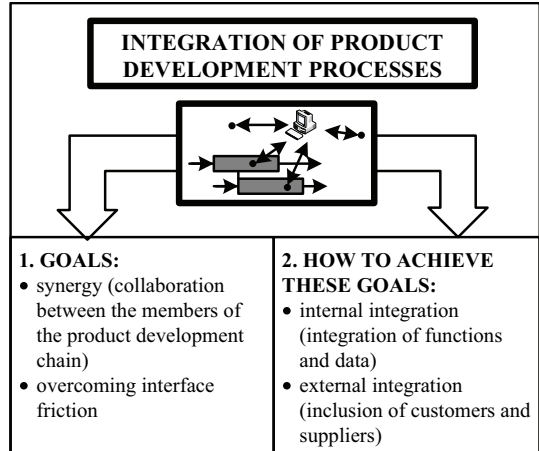 INTEGRATION OF PRODUCT
DEVELOPMENT PROCESSES
1. GOALS:
• synergy (collaboration
between the members of
the product development
chain)
• overcoming interface
friction
2. HOW TO ACHIEVE
THESE GOALS:
• internal integration
(integration of functions
and data)
• external integration
(inclusion of customers and
suppliers)